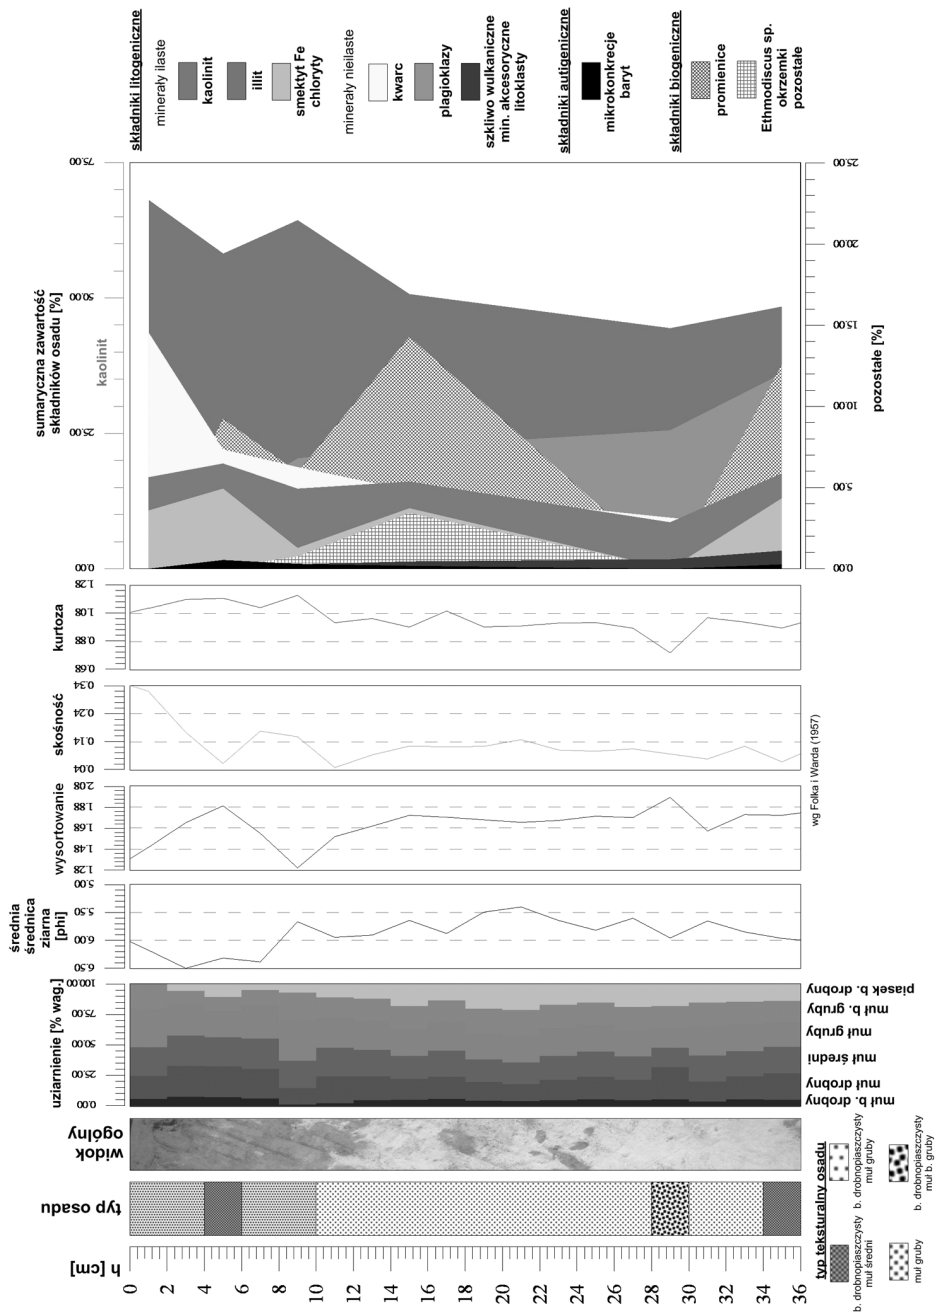 składniki litogeniczne
minerały ilaste
kaolinit
illit
smektyt Fe
chloryty
minerały nieilaste
kwarc
plagioklazy
szkliwo wulkaniczne
min. akcesoryczne
litoklasty
składniki autigeniczne
mikrokonkrecje
baryt
składniki biogeniczne
promienice
Ethmodiscus sp.
okrzemki
pozostałe
sumaryczna zawartość
składników osadu [%]
kaolinit
0.00
25.00
50.00
75.00
pozostałe [%]
0.00
5.00
10.00
15.00
20.00
25.00
kurtoza
0.68
0.88
1.08
1.28
skośność
0.04
0.14
0.24
0.34
wysortowanie
1.28
1.48
1.68
1.88
2.08
wg Folka i Warda (1957)
średnia
średnica
ziarna
[phi]
6.50
6.00
5.50
5.00
uziarnienie [% wag.]
0.00
25.00
50.00
75.00
100.00
piasek b. drobny
muł b. gruby
muł gruby
muł średni
muł drobny
muł b. drobny
widok
ogólny
typ osadu
h [cm]
0
2
4
6
8
10
12
14
16
18
20
22
24
26
28
30
32
34
36
typ teksturalny osadu
b. drobnopiaszczysty
muł średni
b. drobnopiaszczysty
muł gruby
muł gruby
b. drobnopiaszczysty
muł b. gruby